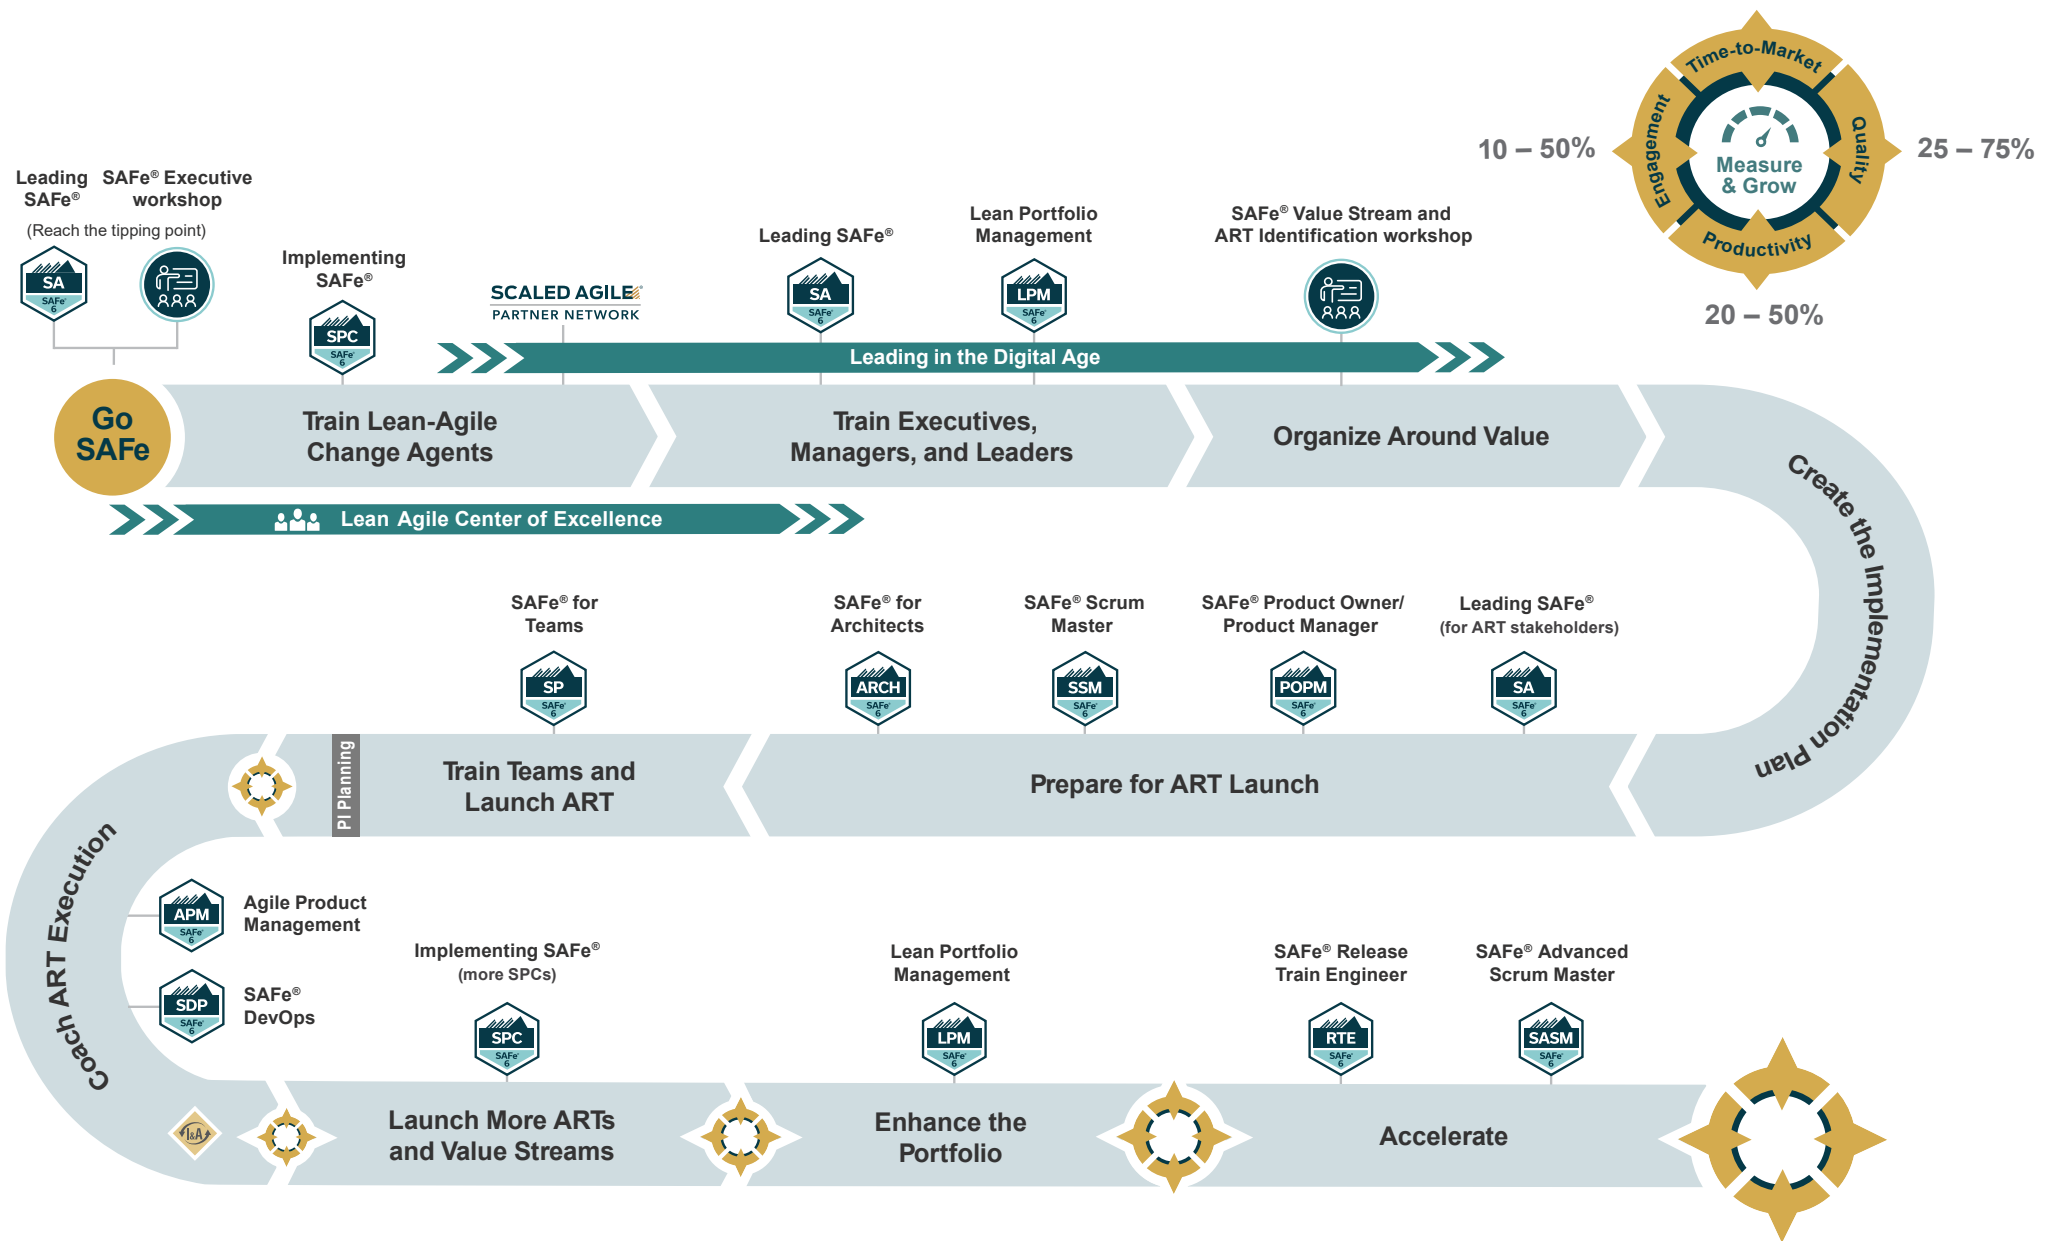 Time-to-Market
Engagement
Quality
Measure
& Grow
Productivity
10 – 50%
25 – 75%
20 – 50%
Leading
SAFe®
SAFe® Executive
workshop
(Reach the tipping point)
SA
SAFe®
6
Implementing
SAFe®
SPC
SAFe®
6
SCALED AGILE®
PARTNER NETWORK
Leading SAFe®
SA
SAFe®
6
Lean Portfolio
Management
LPM
SAFe®
6
SAFe® Value Stream and
ART Identification workshop
Leading in the Digital Age
Go
SAFe
Train Lean-Agile
Change Agents
Train Executives,
Managers, and Leaders
Organize Around Value
Create the Implementation Plan
Lean Agile Center of Excellence
SAFe® for
Teams
SP
SAFe®
6
SAFe® for
Architects
ARCH
SAFe®
6
SAFe® Scrum
Master
SSM
SAFe®
6
SAFe® Product Owner/
Product Manager
POPM
SAFe®
6
Leading SAFe®
(for ART stakeholders)
SA
SAFe®
6
PI Planning
Train Teams and
Launch ART
Prepare for ART Launch
Coach ART Execution
APM
SAFe®
6
Agile Product
Management
SDP
SAFe®
6
SAFe®
DevOps
I&A
Implementing SAFe®
(more SPCs)
SPC
SAFe®
6
Lean Portfolio
Management
LPM
SAFe®
6
SAFe® Release
Train Engineer
RTE
SAFe®
6
SAFe® Advanced
Scrum Master
SASM
SAFe®
6
Launch More ARTs
and Value Streams
Enhance the
Portfolio
Accelerate